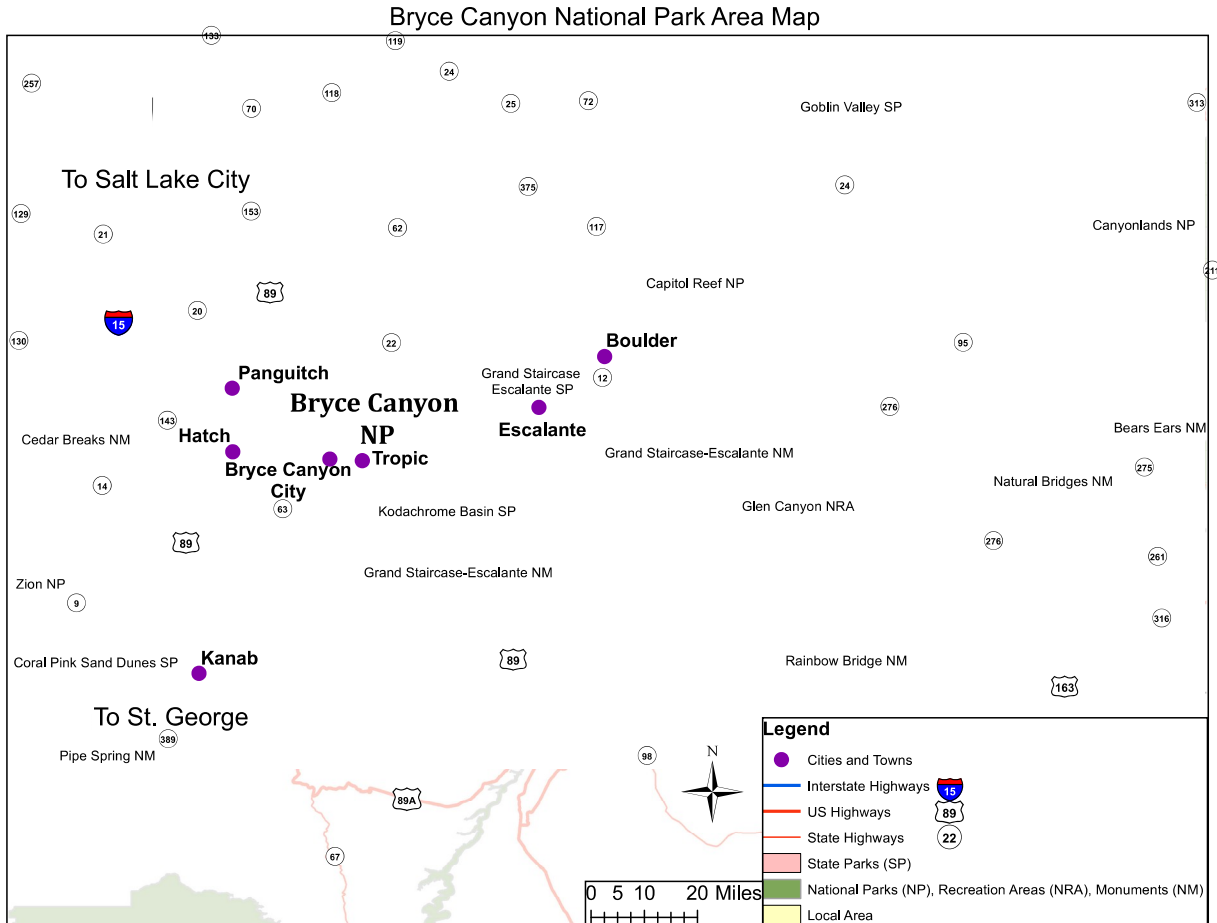 Bryce Canyon National Park Area Map
133
119
24
257
118
70
25
72
Goblin Valley SP
313
To Salt Lake City
375
24
129
153
21
62
117
Canyonlands NP
211
Capitol Reef NP
89
20
15
130
22
Boulder
95
Panguitch
Grand Staircase
Escalante SP
12
Bryce Canyon
NP
276
143
Hatch
Escalante
Cedar Breaks NM
Bears Ears NM
Tropic
Grand Staircase-Escalante NM
Bryce Canyon
City
275
14
Natural Bridges NM
63
Kodachrome Basin SP
Glen Canyon NRA
89
276
261
Grand Staircase-Escalante NM
Zion NP
9
316
Kanab
Coral Pink Sand Dunes SP
89
Rainbow Bridge NM
163
To St. George
389
Pipe Spring NM
98
N
89A
67
Legend
Cities and Towns
Interstate Highways 15
US Highways 89
State Highways 22
State Parks (SP)
National Parks (NP), Recreation Areas (NRA), Monuments (NM)
Local Area
0 5 10 20 Miles